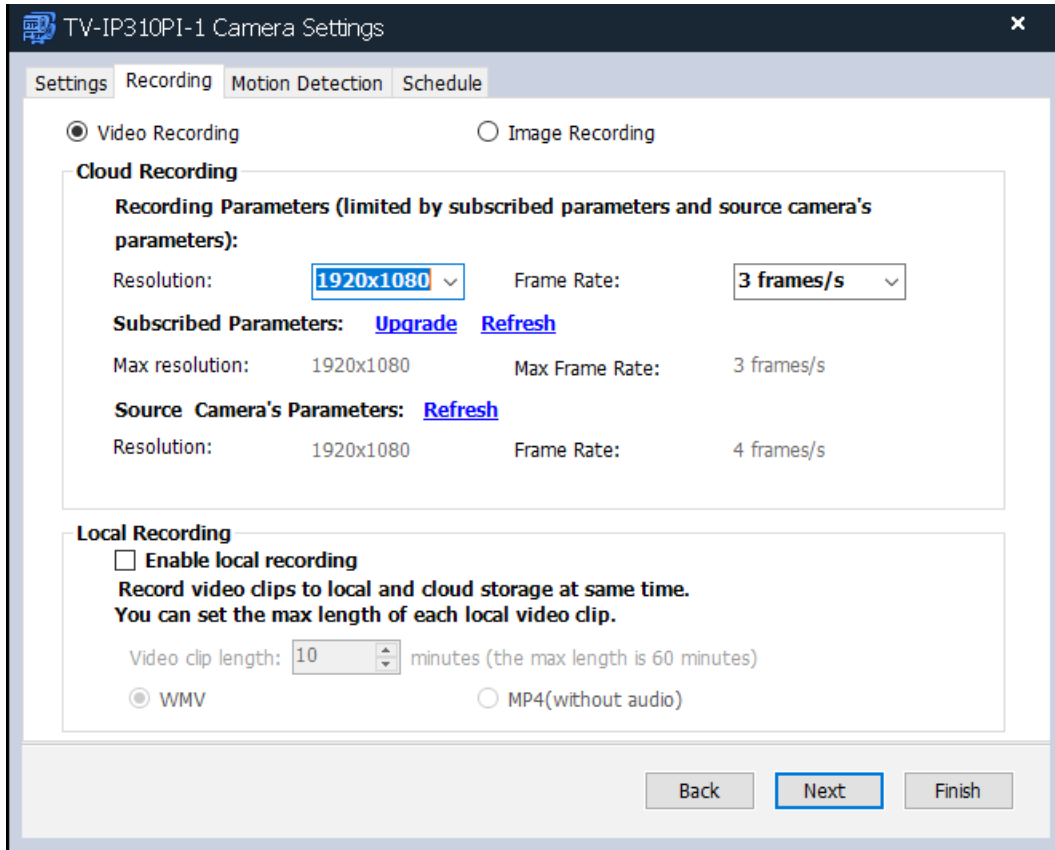 TV-IP310PI-1 Camera Settings
Settings Recording Motion Detection Schedule
Video Recording Image Recording
Cloud Recording
Recording Parameters (limited by subscribed parameters and source camera's
parameters):
Resolution: 1920x1080 Frame Rate: 3 frames/s
Subscribed Parameters: Upgrade Refresh
Max resolution: 1920x1080 Max Frame Rate: 3 frames/s
Source Camera's Parameters: Refresh
Resolution: 1920x1080 Frame Rate: 4 frames/s
Local Recording
Enable local recording
Record video clips to local and cloud storage at same time.
You can set the max length of each local video clip.
Video clip length: 10 minutes (the max length is 60 minutes)
WMV MP4(without audio)
Back Next Finish